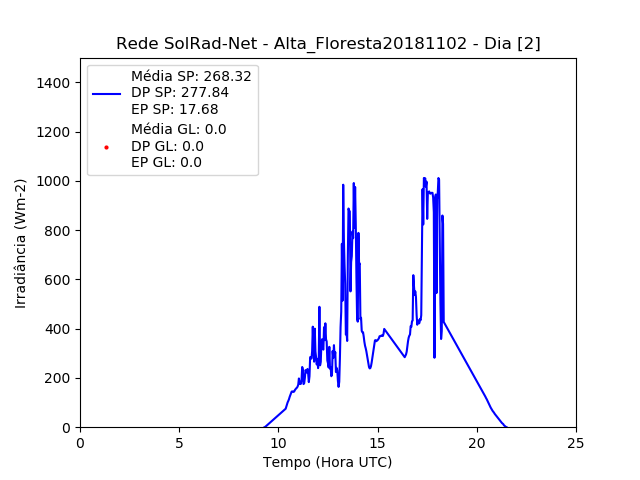 Rede SolRad-Net - Alta_Floresta20181102 - Dia [2]
Média SP: 268.32
DP SP: 277.84
EP SP: 17.68
Média GL: 0.0
DP GL: 0.0
EP GL: 0.0
1400
1200
1000
800
600
400
200
0
Irradiância (Wm-2)
0 5 10 15 20 25
Tempo (Hora UTC)